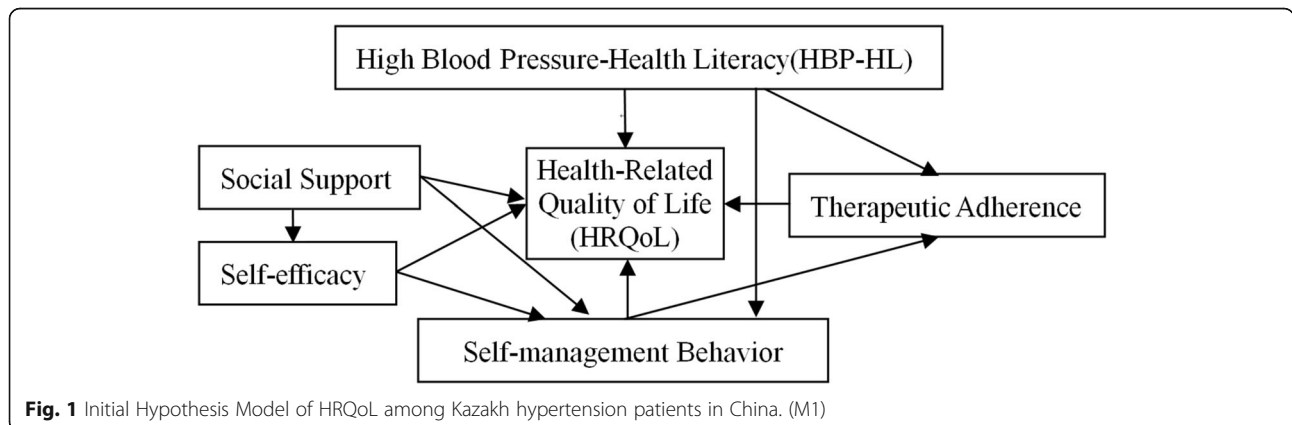 High Blood Pressure-Health Literacy(HBP-HL)
Social Support
Health-Related
Quality of Life
(HRQoL)
Therapeutic Adherence
Self-efficacy
Self-management Behavior
Fig. 1 Initial Hypothesis Model of HRQoL among Kazakh hypertension patients in China. (M1)